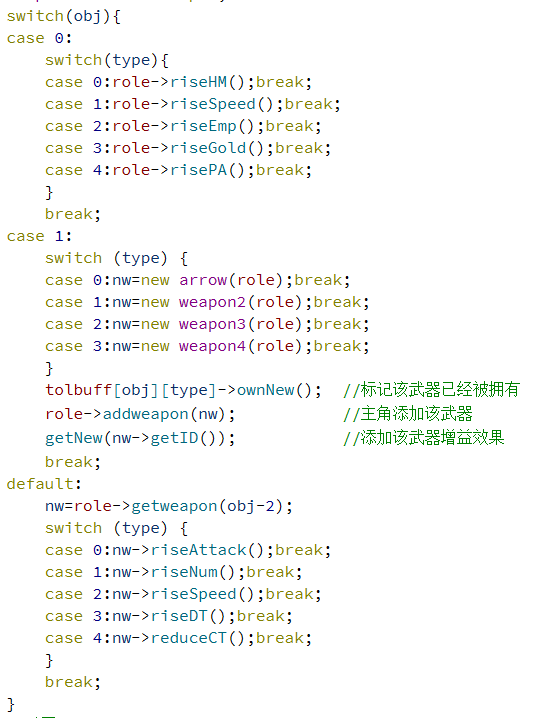 switch(obj){
case 0:
    switch(type){
    case 0:role->riseHM();break;
    case 1:role->riseSpeed();break;
    case 2:role->riseEmp();break;
    case 3:role->riseGold();break;
    case 4:role->risePA();break;
    }
    break;
case 1:
    switch (type) {
    case 0:nw=new arrow(role);break;
    case 1:nw=new weapon2(role);break;
    case 2:nw=new weapon3(role);break;
    case 3:nw=new weapon4(role);break;
    }
    tolbuff[obj][type]->ownNew();  //标记该武器已经被拥有
    role->addweapon(nw);           //主角添加该武器
    getNew(nw->getID());           //添加该武器增益效果
    break;
default:
    nw=role->getweapon(obj-2);
    switch (type) {
    case 0:nw->riseAttack();break;
    case 1:nw->riseNum();break;
    case 2:nw->riseSpeed();break;
    case 3:nw->riseDT();break;
    case 4:nw->reduceCT();break;
    }
    break;
}